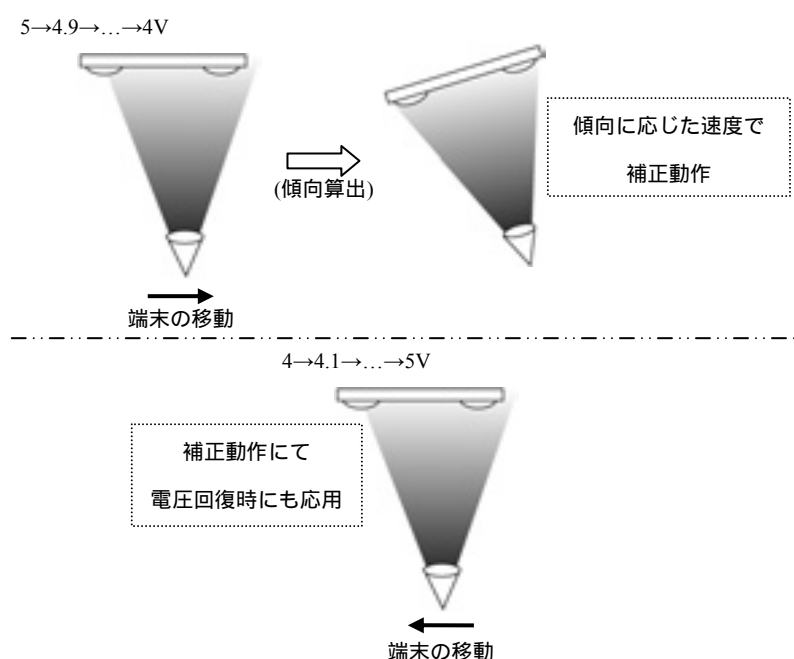 5→4.9→…→4V
傾向に応じた速度で
補正動作
(傾向算出)
端末の移動
4→4.1→…→5V
補正動作にて
電圧回復時にも応用
端末の移動